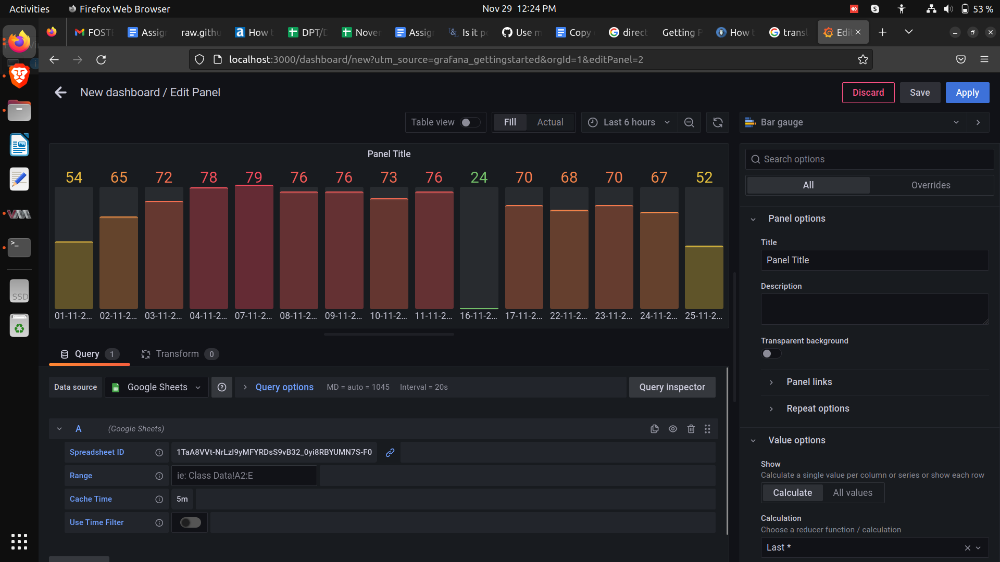 Activities
Firefox Web Browser
Nov 29 12:24 PM
53 %
FOSTE
Assign
raw.githu
How t
DPT/D
Novem
Assign
Is it po
Use m
Copy
direct
Getting P
How t
transl
Edit
localhost:3000/dashboard/new?utm_source=grafana_gettingstarted&orgId=1&editPanel=2
New dashboard / Edit Panel
Discard
Save
Apply
Table view
Fill
Actual
Last 6 hours
Bar gauge
Search options
All
Overrides
Panel Title
54 65 72 78 79 76 76 73 76 24 70 68 70 67 52
01-11-2... 02-11-2... 03-11-2... 04-11-2... 07-11-2... 08-11-2... 09-11-2... 10-11-2... 11-11-2... 16-11-2... 17-11-2... 22-11-2... 23-11-2... 24-11-2... 25-11-2...
Query 1
Transform 0
Data source
Google Sheets
Query options
MD = auto = 1045
Interval = 20s
Query inspector
A
(Google Sheets)
Spreadsheet ID
1TaA8VVt-NrLzI9yMFYRDsS9vB32_0yi8RBYUMN7S-F0
Range
ie: Class Data!A2:E
Cache Time
5m
Use Time Filter
Panel options
Title
Panel Title
Description
Transparent background
Panel links
Repeat options
Value options
Show
Calculate a single value per column or series or show each row
Calculate
All values
Calculation
Choose a reducer function / calculation
Last *
SSD